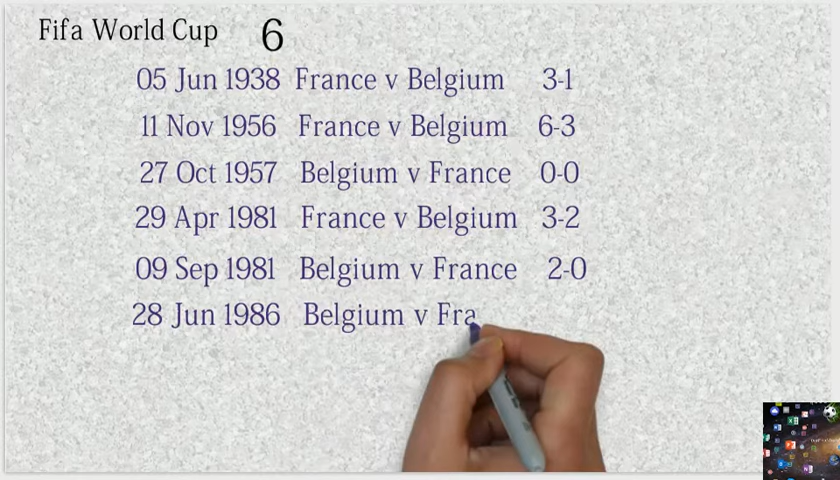 Fifa World Cup 6
05 Jun 1938 France v Belgium 3-1
11 Nov 1956 France v Belgium 6-3
27 Oct 1957 Belgium v France 0-0
29 Apr 1981 France v Belgium 3-2
09 Sep 1981 Belgium v France 2-0
28 Jun 1986 Belgium v Fra